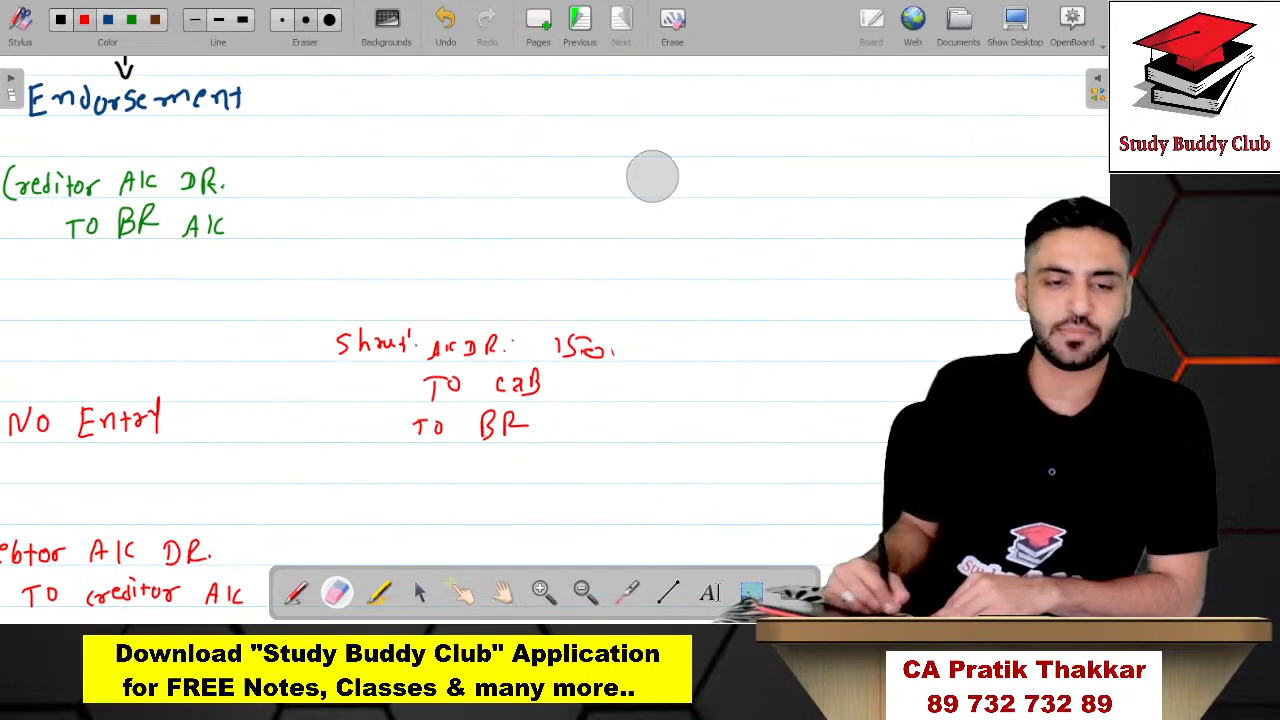 Stylus
Color
Line
Eraser
Backgrounds
Undo
Redo
Pages
Previous
Next
Erase
Board
Web
Documents
Show Desktop
OpenBoard
Study Buddy Club
Endorsement
Creditor A/C DR.
TO BR A/C
A/C DR.
TO C&B
TO BR
No Entry
ebtor A/C DR.
TO creditor A/C
Download "Study Buddy Club" Application
for FREE Notes, Classes & many more..
CA Pratik Thakkar
89 732 732 89